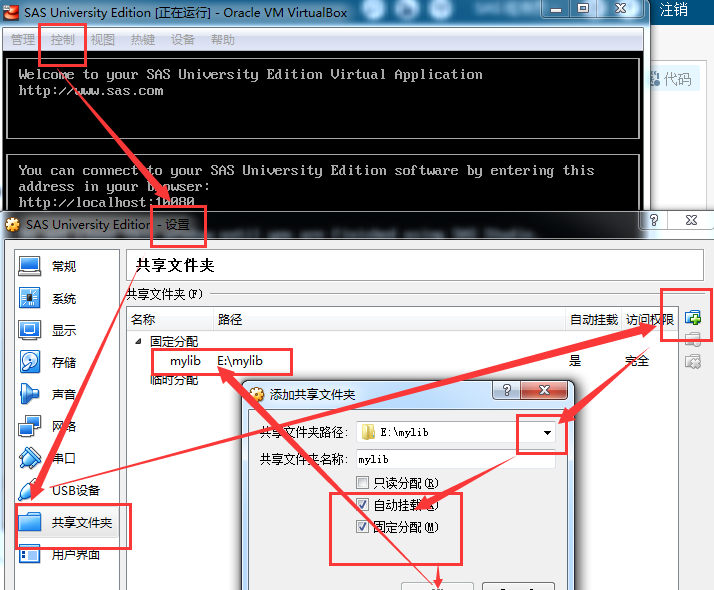 SAS University Edition [正在运行] - Oracle VM VirtualBox
注销
管理 控制 视图 热键 设备 帮助
代码
Welcome to your SAS University Edition Virtual Application
http://www.sas.com
You can connect to your SAS University Edition software by entering this
address in your browser:
http://localhost:10080
SAS University Edition - 设置
常规
系统
显示
存储
声音
网络
串口
USB设备
共享文件夹
用户界面
共享文件夹
共享文件夹(F)
名称 路径 自动挂载 访问权限
固定分配
mylib E:\mylib 是 完全
临时分配
添加共享文件夹
共享文件夹路径: E:\mylib
共享文件夹名称: mylib
只读分配(R)
自动挂载(A)
固定分配(M)